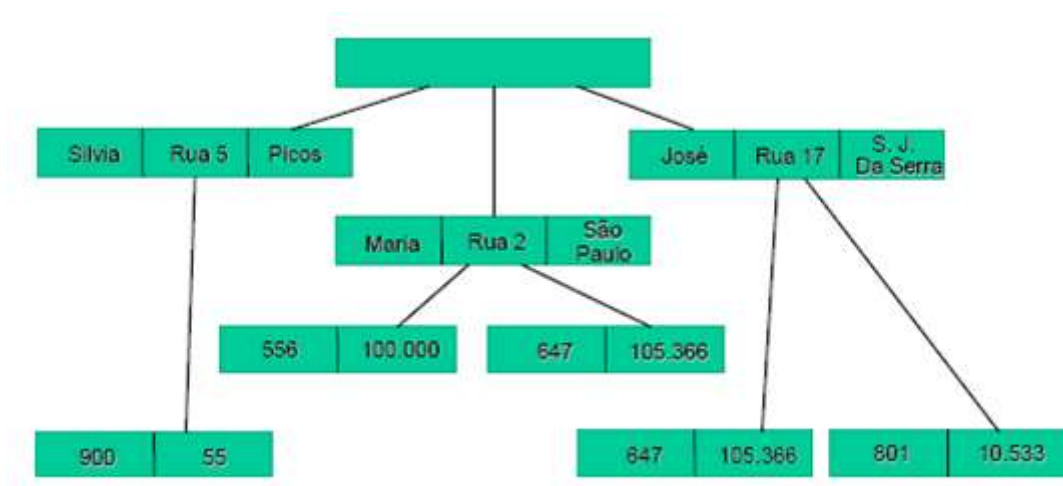 Silvia Rua 5 Picos
José Rua 17 S. J. Da Serra
Maria Rua 2 São Paulo
556 100.000
647 105.366
900 55
647 105.366
801 10.533